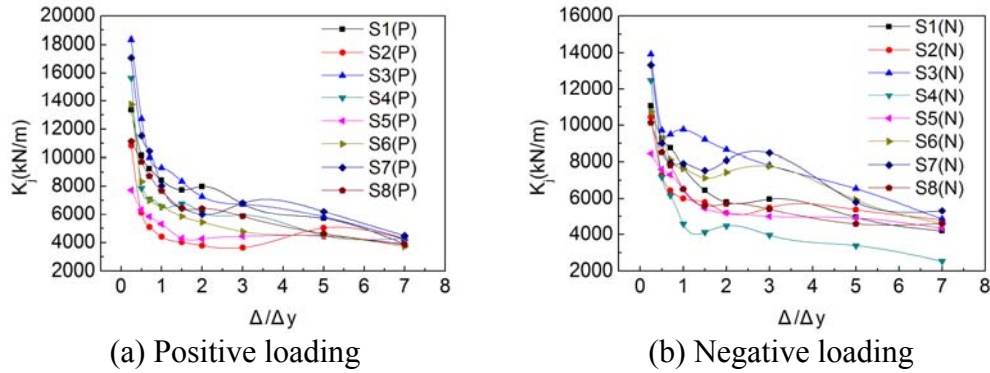 20000
18000
16000
14000
12000
10000
8000
6000
4000
2000
Kj(kN/m)
0 1 2 3 4 5 6 7 8
Δ/Δy
S1(P)
S2(P)
S3(P)
S4(P)
S5(P)
S6(P)
S7(P)
S8(P)
(a) Positive loading
16000
14000
12000
10000
8000
6000
4000
2000
Kj(kN/m)
0 1 2 3 4 5 6 7 8
Δ/Δy
S1(N)
S2(N)
S3(N)
S4(N)
S5(N)
S6(N)
S7(N)
S8(N)
(b) Negative loading